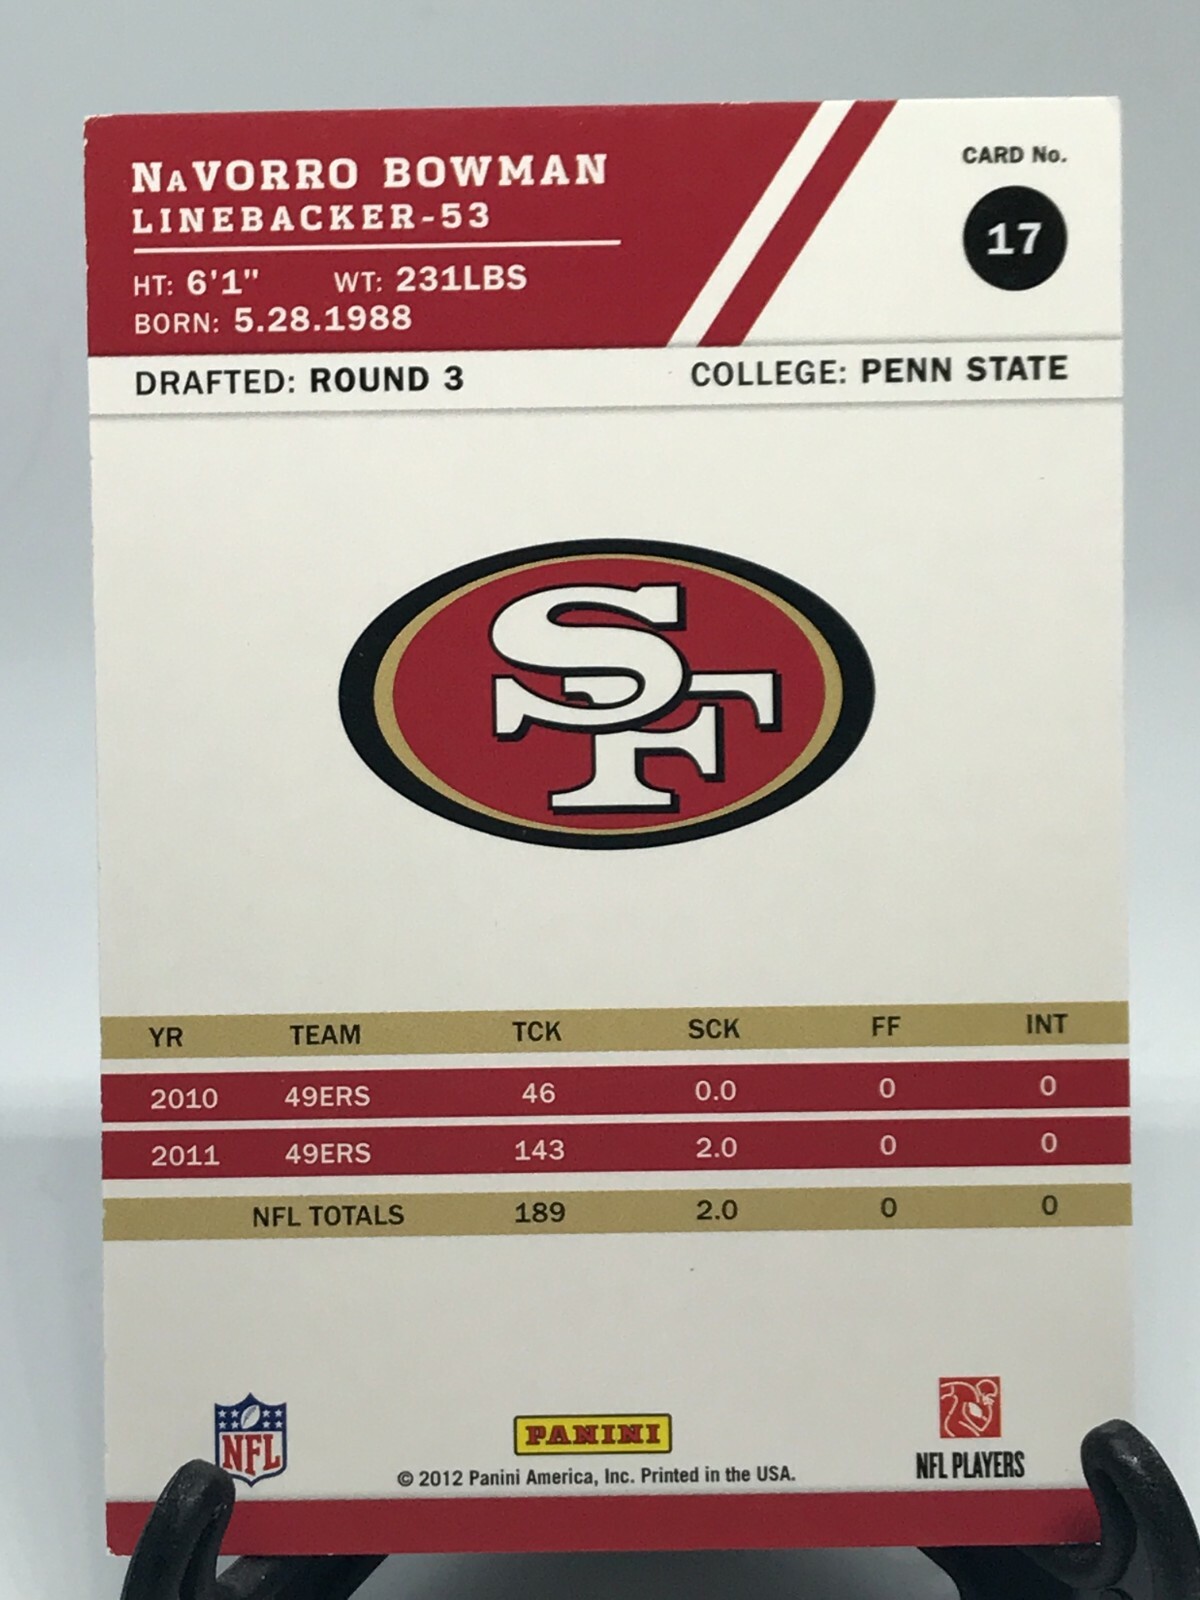 NaVORRO BOWMAN
LINEBACKER-53
HT: 6'1" WT: 231LBS
BORN: 5.28.1988
CARD No.
17
DRAFTED: ROUND 3 COLLEGE: PENN STATE
SF
YR TEAM TCK SCK FF INT
2010 49ERS 46 0.0 0 0
2011 49ERS 143 2.0 0 0
NFL TOTALS 189 2.0 0 0
NFL
PANINI
© 2012 Panini America, Inc. Printed in the USA.
NFL PLAYERS